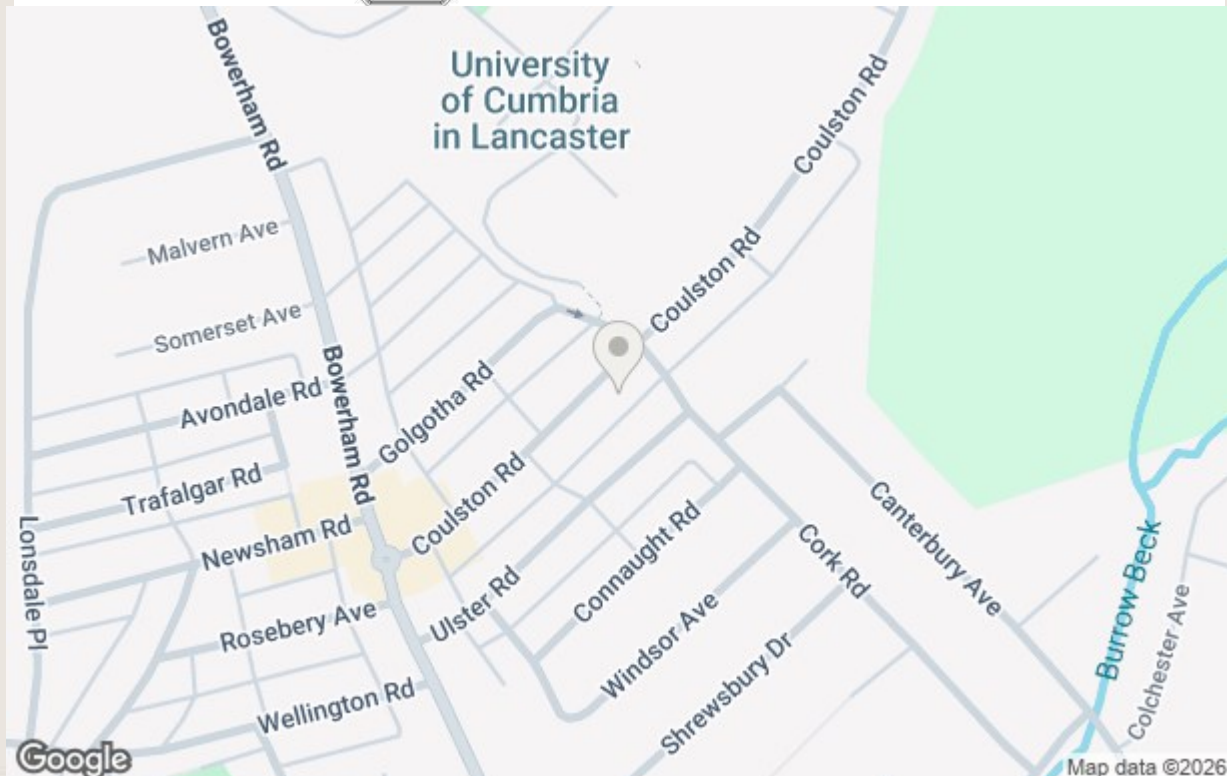 Bowerham Rd
University
of Cumbria
in Lancaster
Coulston Rd
Malvern Ave
Coulston Rd
Somerset Ave
Bowerham Rd
Avondale Rd
Golgotha Rd
Trafalgar Rd
Coulston Rd
Newsham Rd
Lonsdale Pl
Canterbury Ave
Connaught Rd
Cork Rd
Burrow Beck
Ulster Rd
Rosebery Ave
Windsor Ave
Colchester Ave
Shrewsbury Dr
Wellington Rd
Google
Map data ©2026